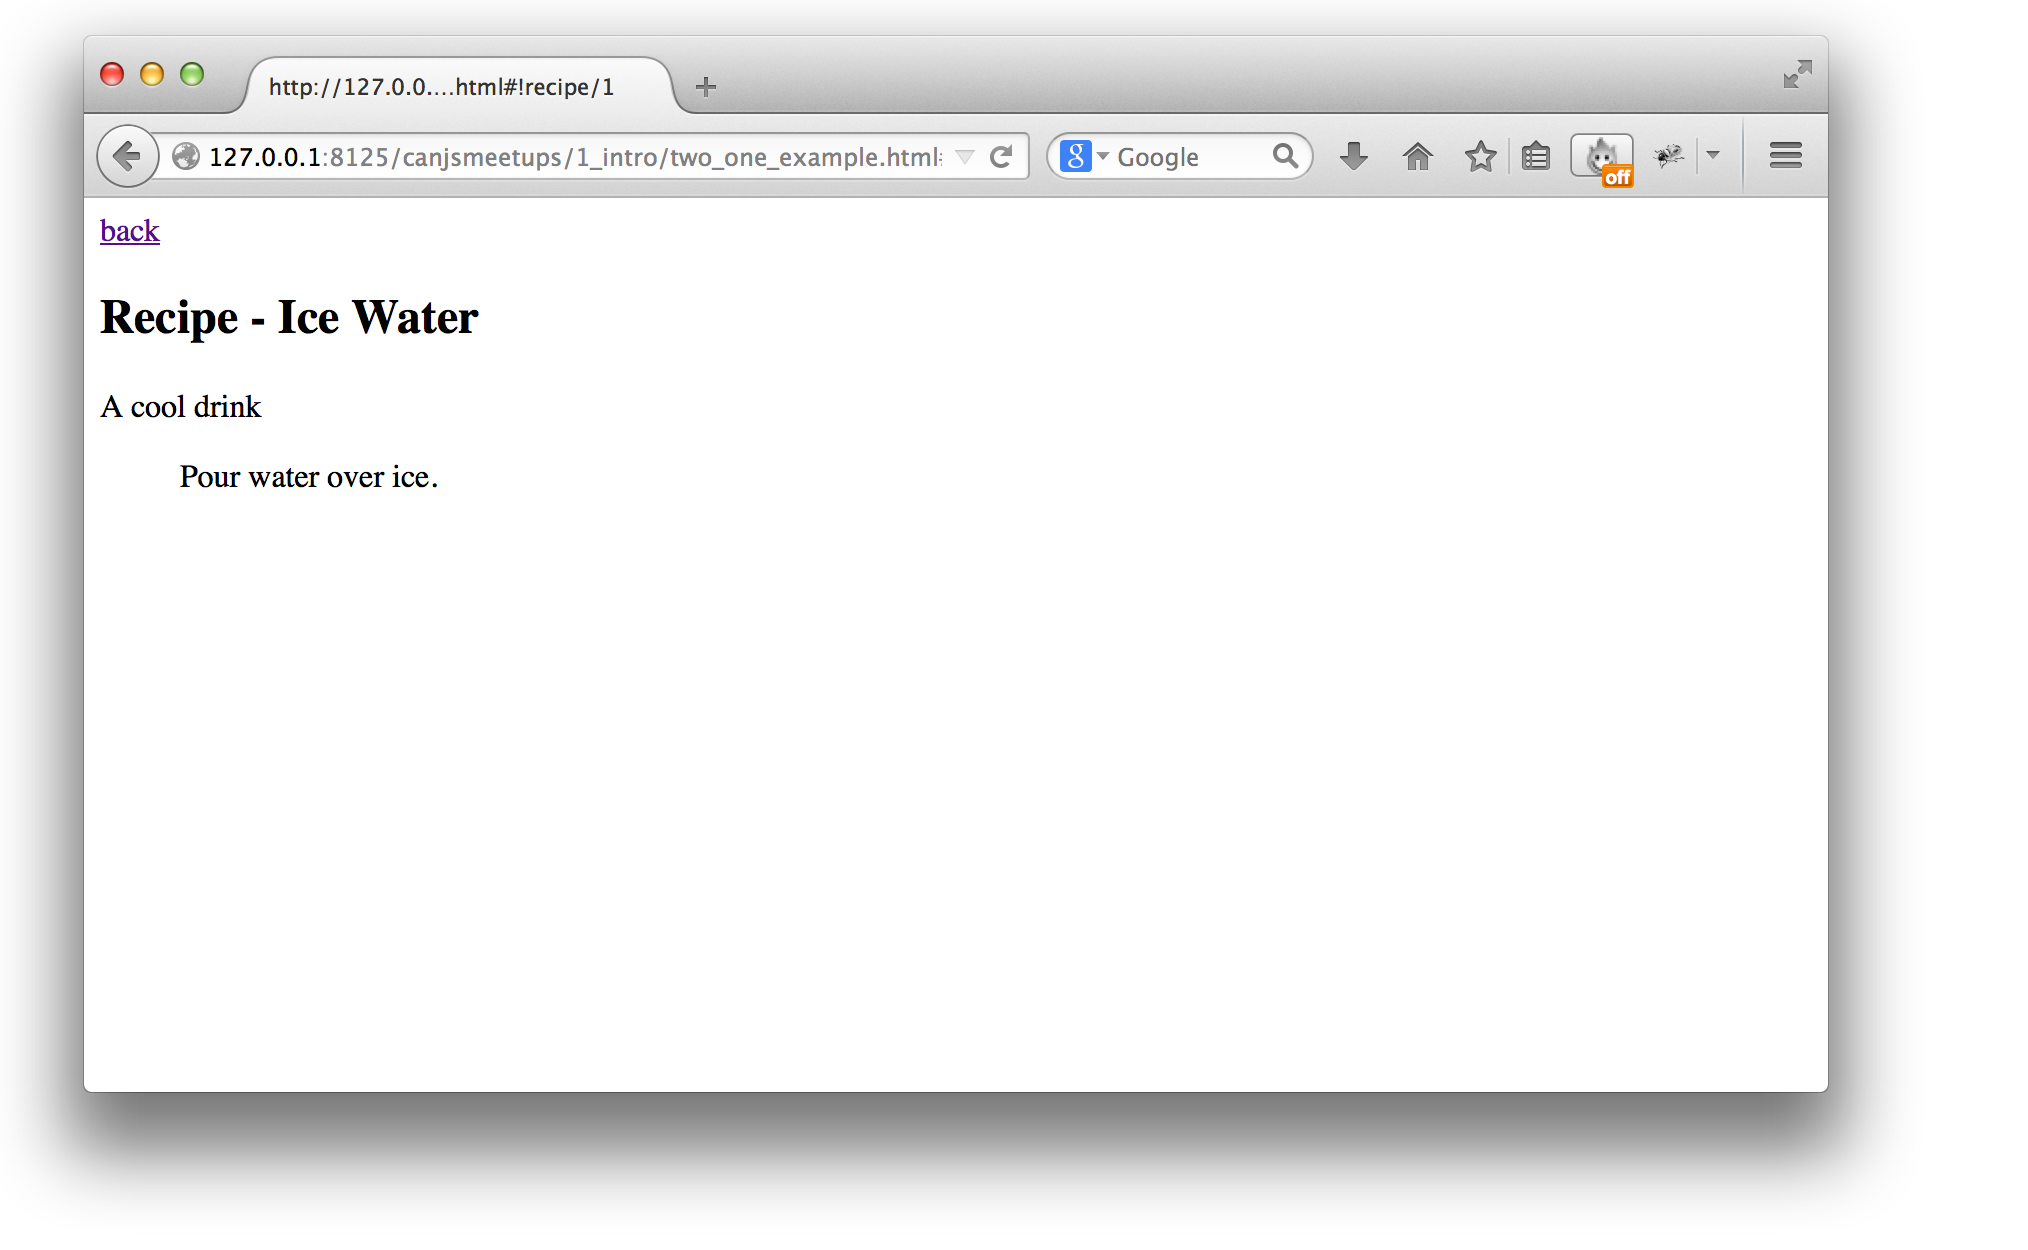 http://127.0.0....html#!recipe/1
127.0.0.1:8125/canjsmeetups/1_intro/two_one_example.html
g Google
off
back
Recipe - Ice Water
A cool drink
Pour water over ice.